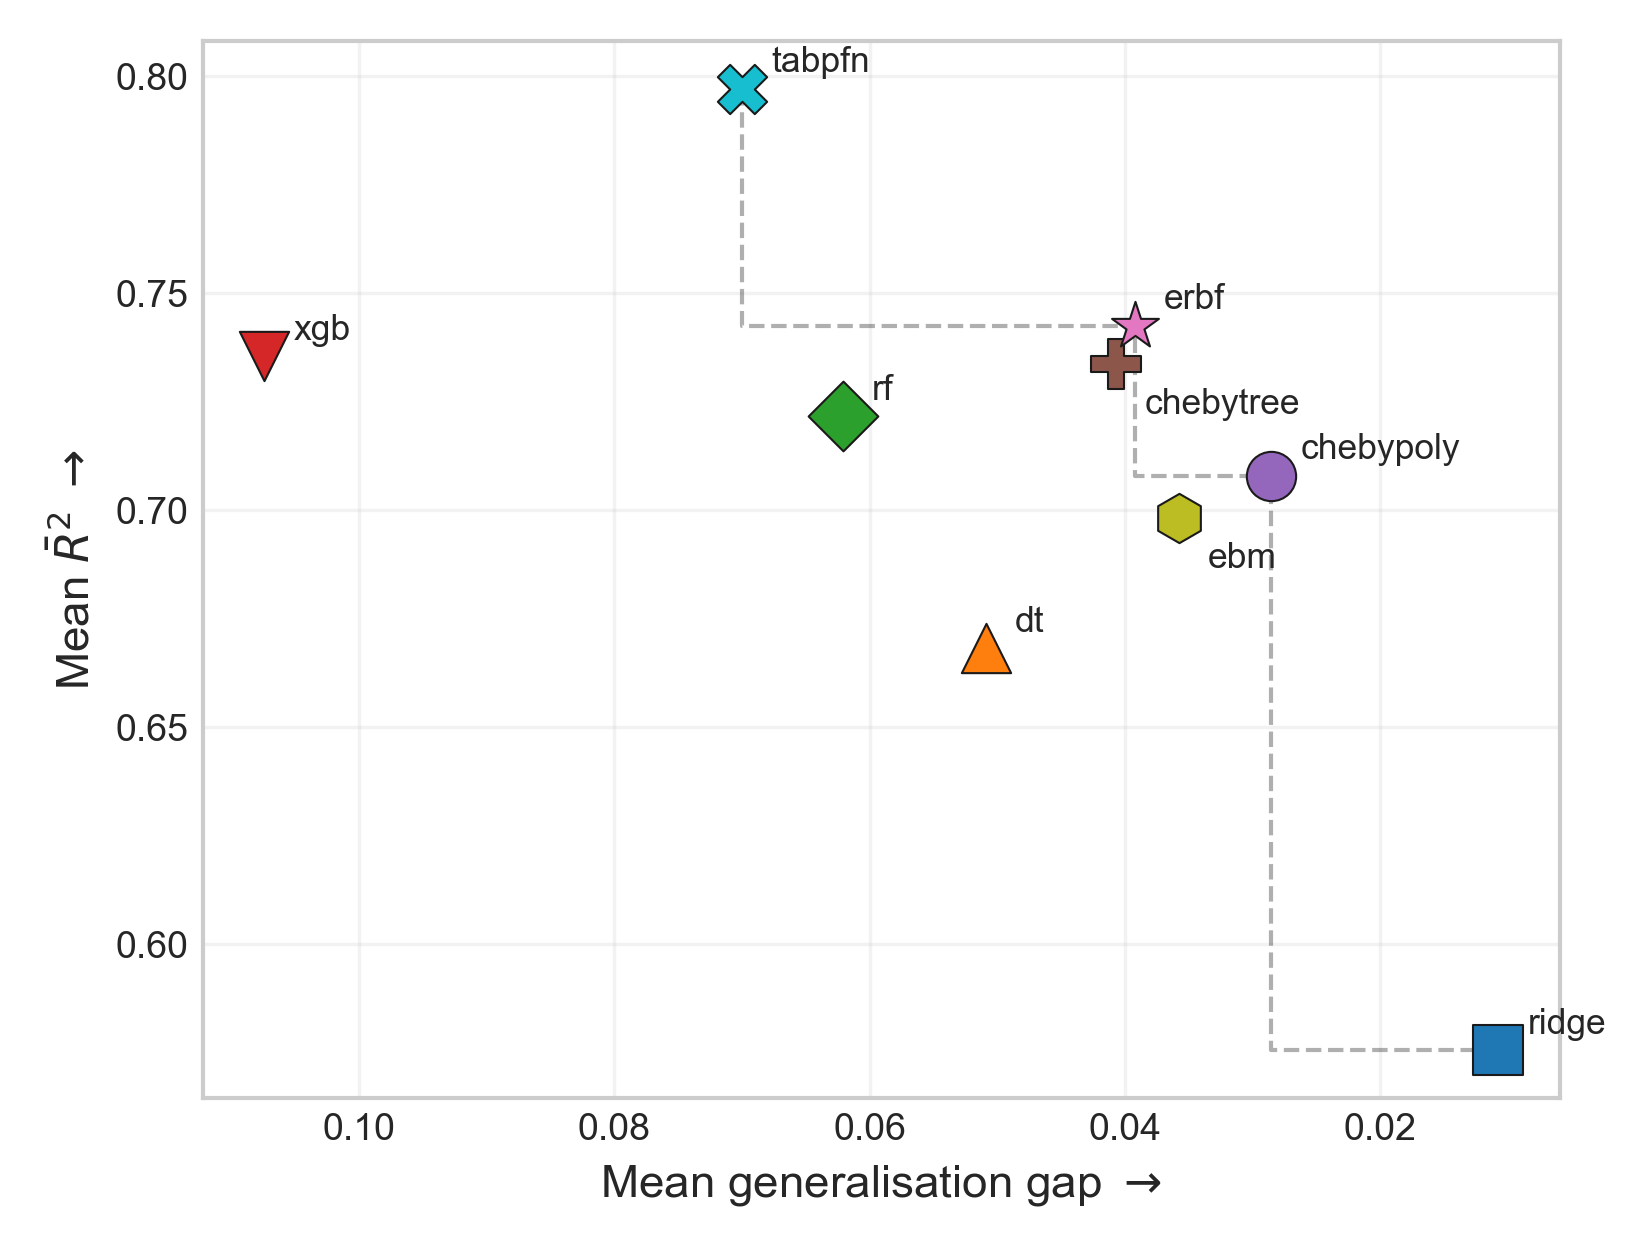 tabpfn
0.80
erbf
0.75
xgb
rf
chebytree
chebypoly
0.70
ebm
dt
0.65
0.60
ridge
Mean R̄² →
0.10 0.08 0.06 0.04 0.02
Mean generalisation gap →